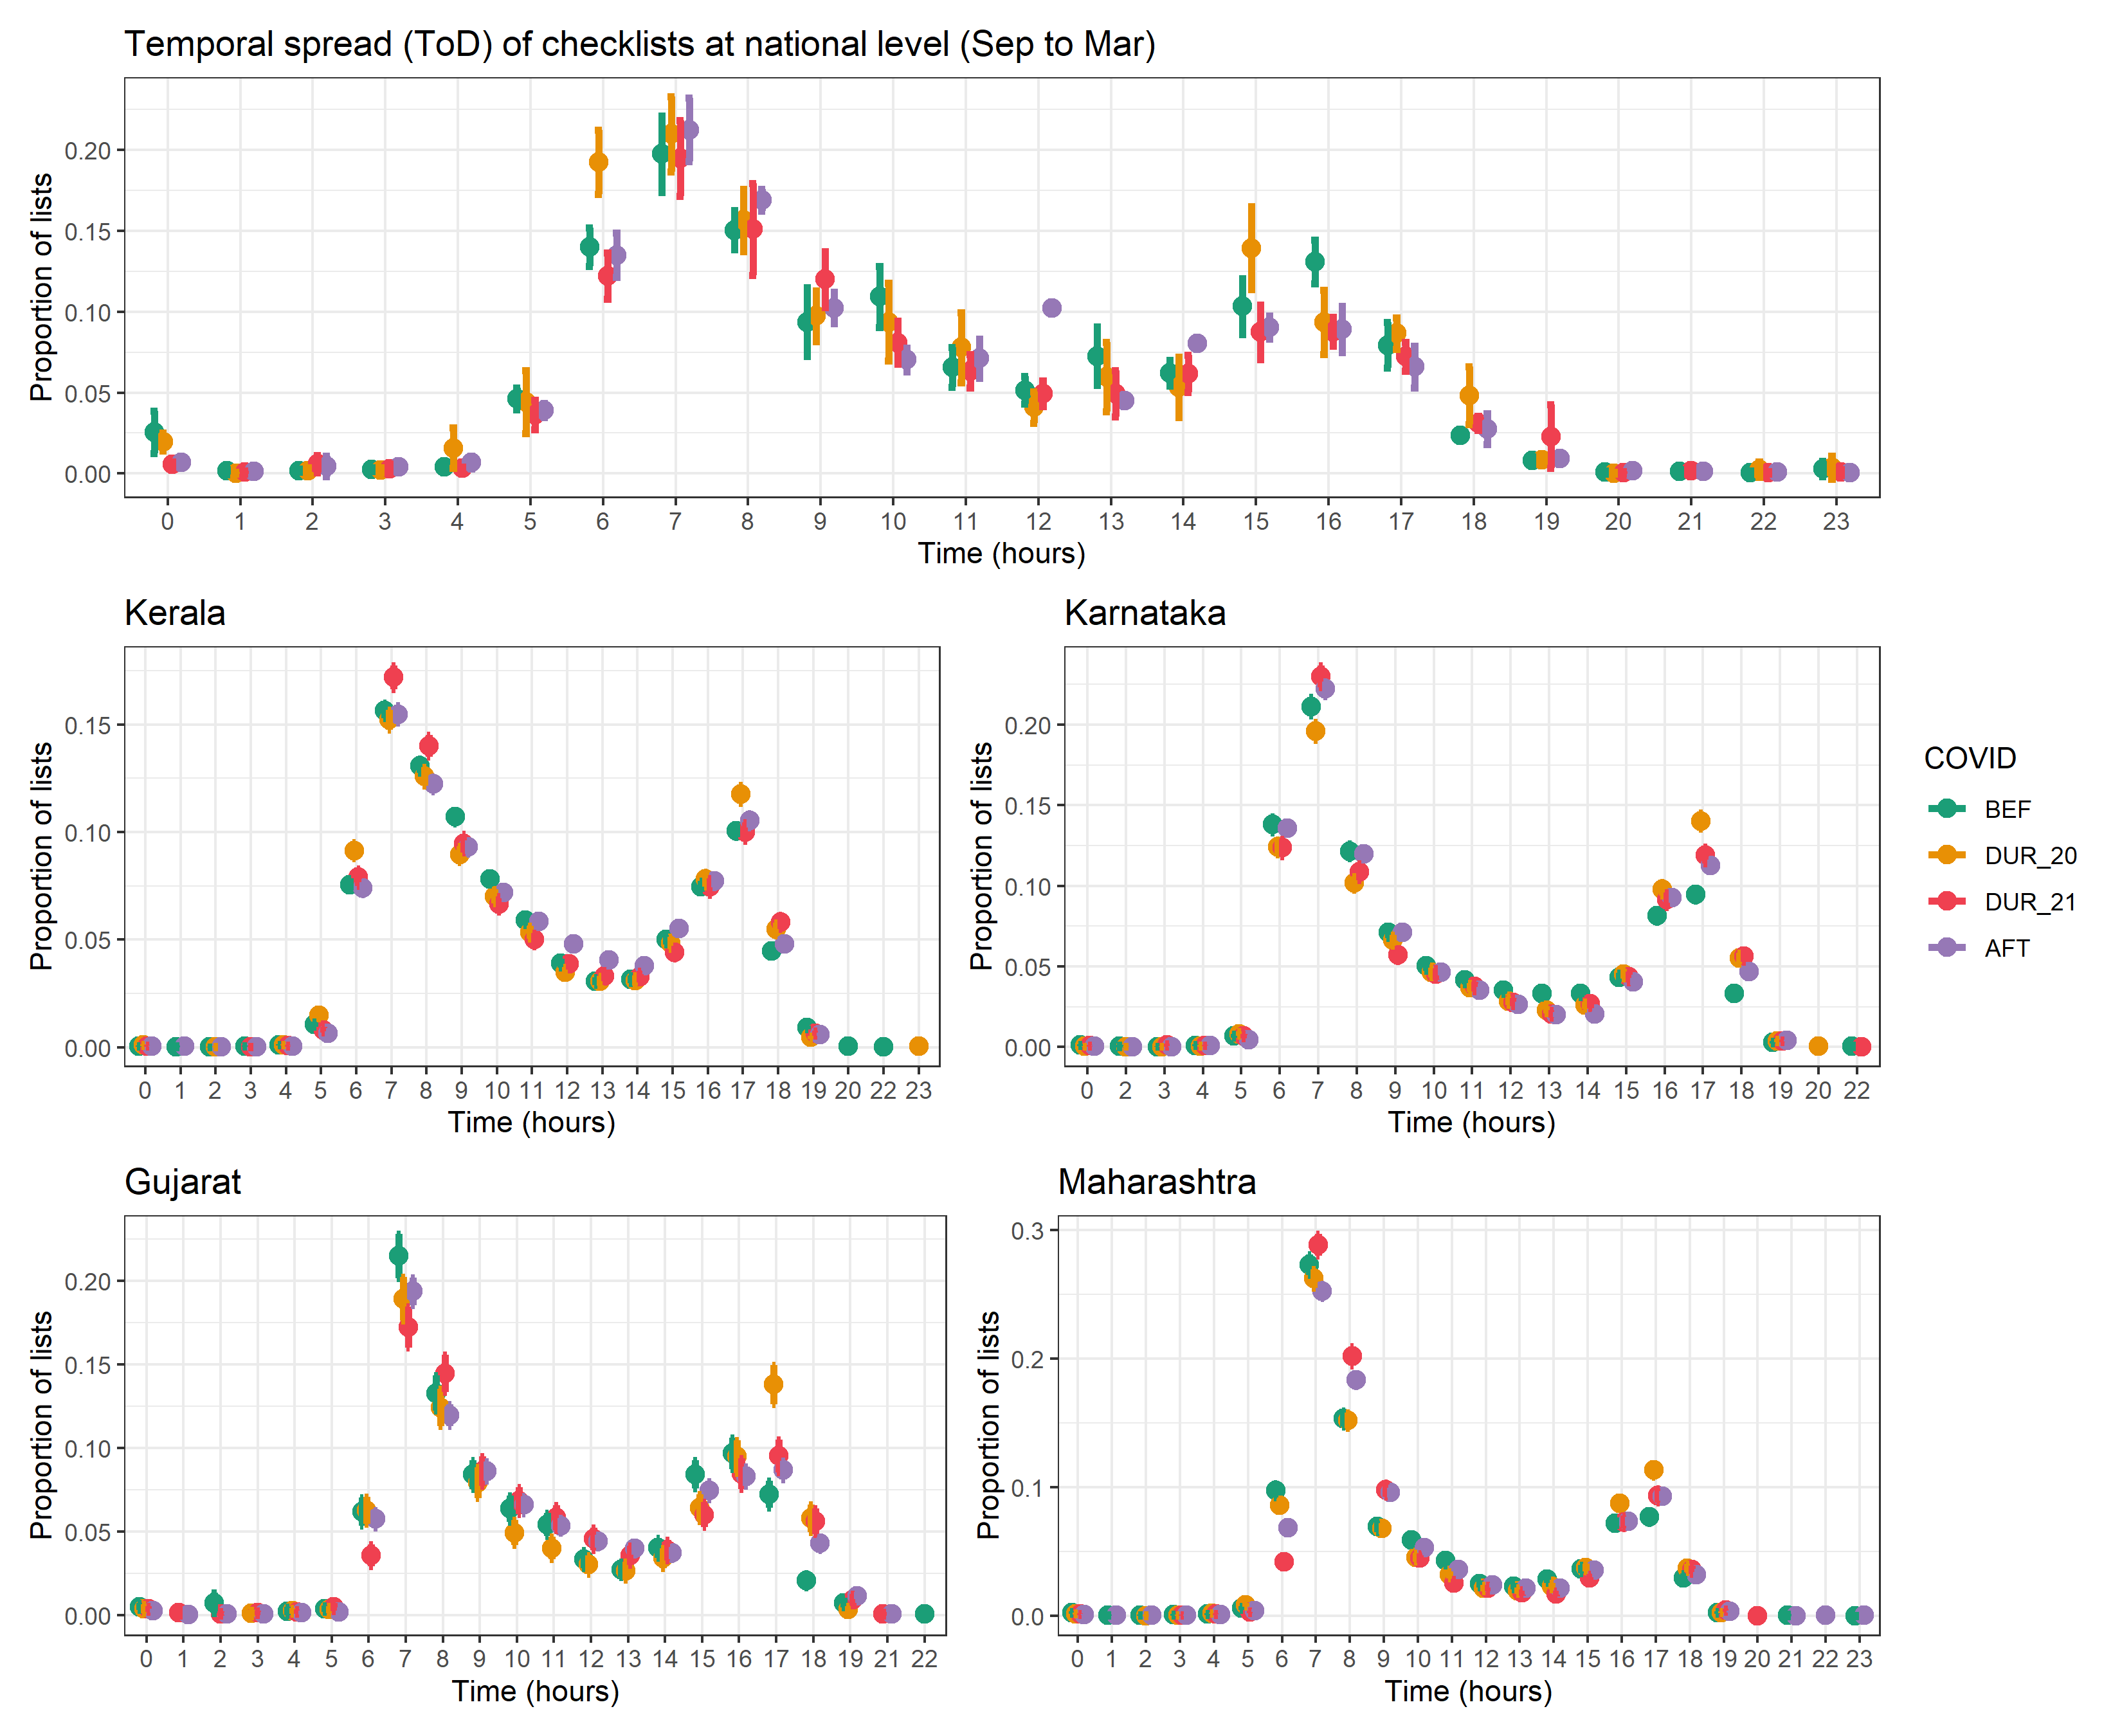 Temporal spread (ToD) of checklists at national level (Sep to Mar)
Proportion of lists
0.20
0.15
0.10
0.05
0.00
0 1 2 3 4 5 6 7 8 9 10 11 12 13 14 15 16 17 18 19 20 21 22 23
Time (hours)
Kerala
Proportion of lists
0.15
0.10
0.05
0.00
0 1 2 3 4 5 6 7 8 9 10 11 12 13 14 15 16 17 18 19 20 22 23
Time (hours)
Karnataka
Proportion of lists
0.20
0.15
0.10
0.05
0.00
0 2 3 4 5 6 7 8 9 10 11 12 13 14 15 16 17 18 19 20 22
Time (hours)
COVID
BEF
DUR_20
DUR_21
AFT
Gujarat
Proportion of lists
0.20
0.15
0.10
0.05
0.00
0 1 2 3 4 5 6 7 8 9 10 11 12 13 14 15 16 17 18 19 21 22
Time (hours)
Maharashtra
Proportion of lists
0.3
0.2
0.1
0.0
0 1 2 3 4 5 6 7 8 9 10 11 12 13 14 15 16 17 18 19 20 21 22 23
Time (hours)